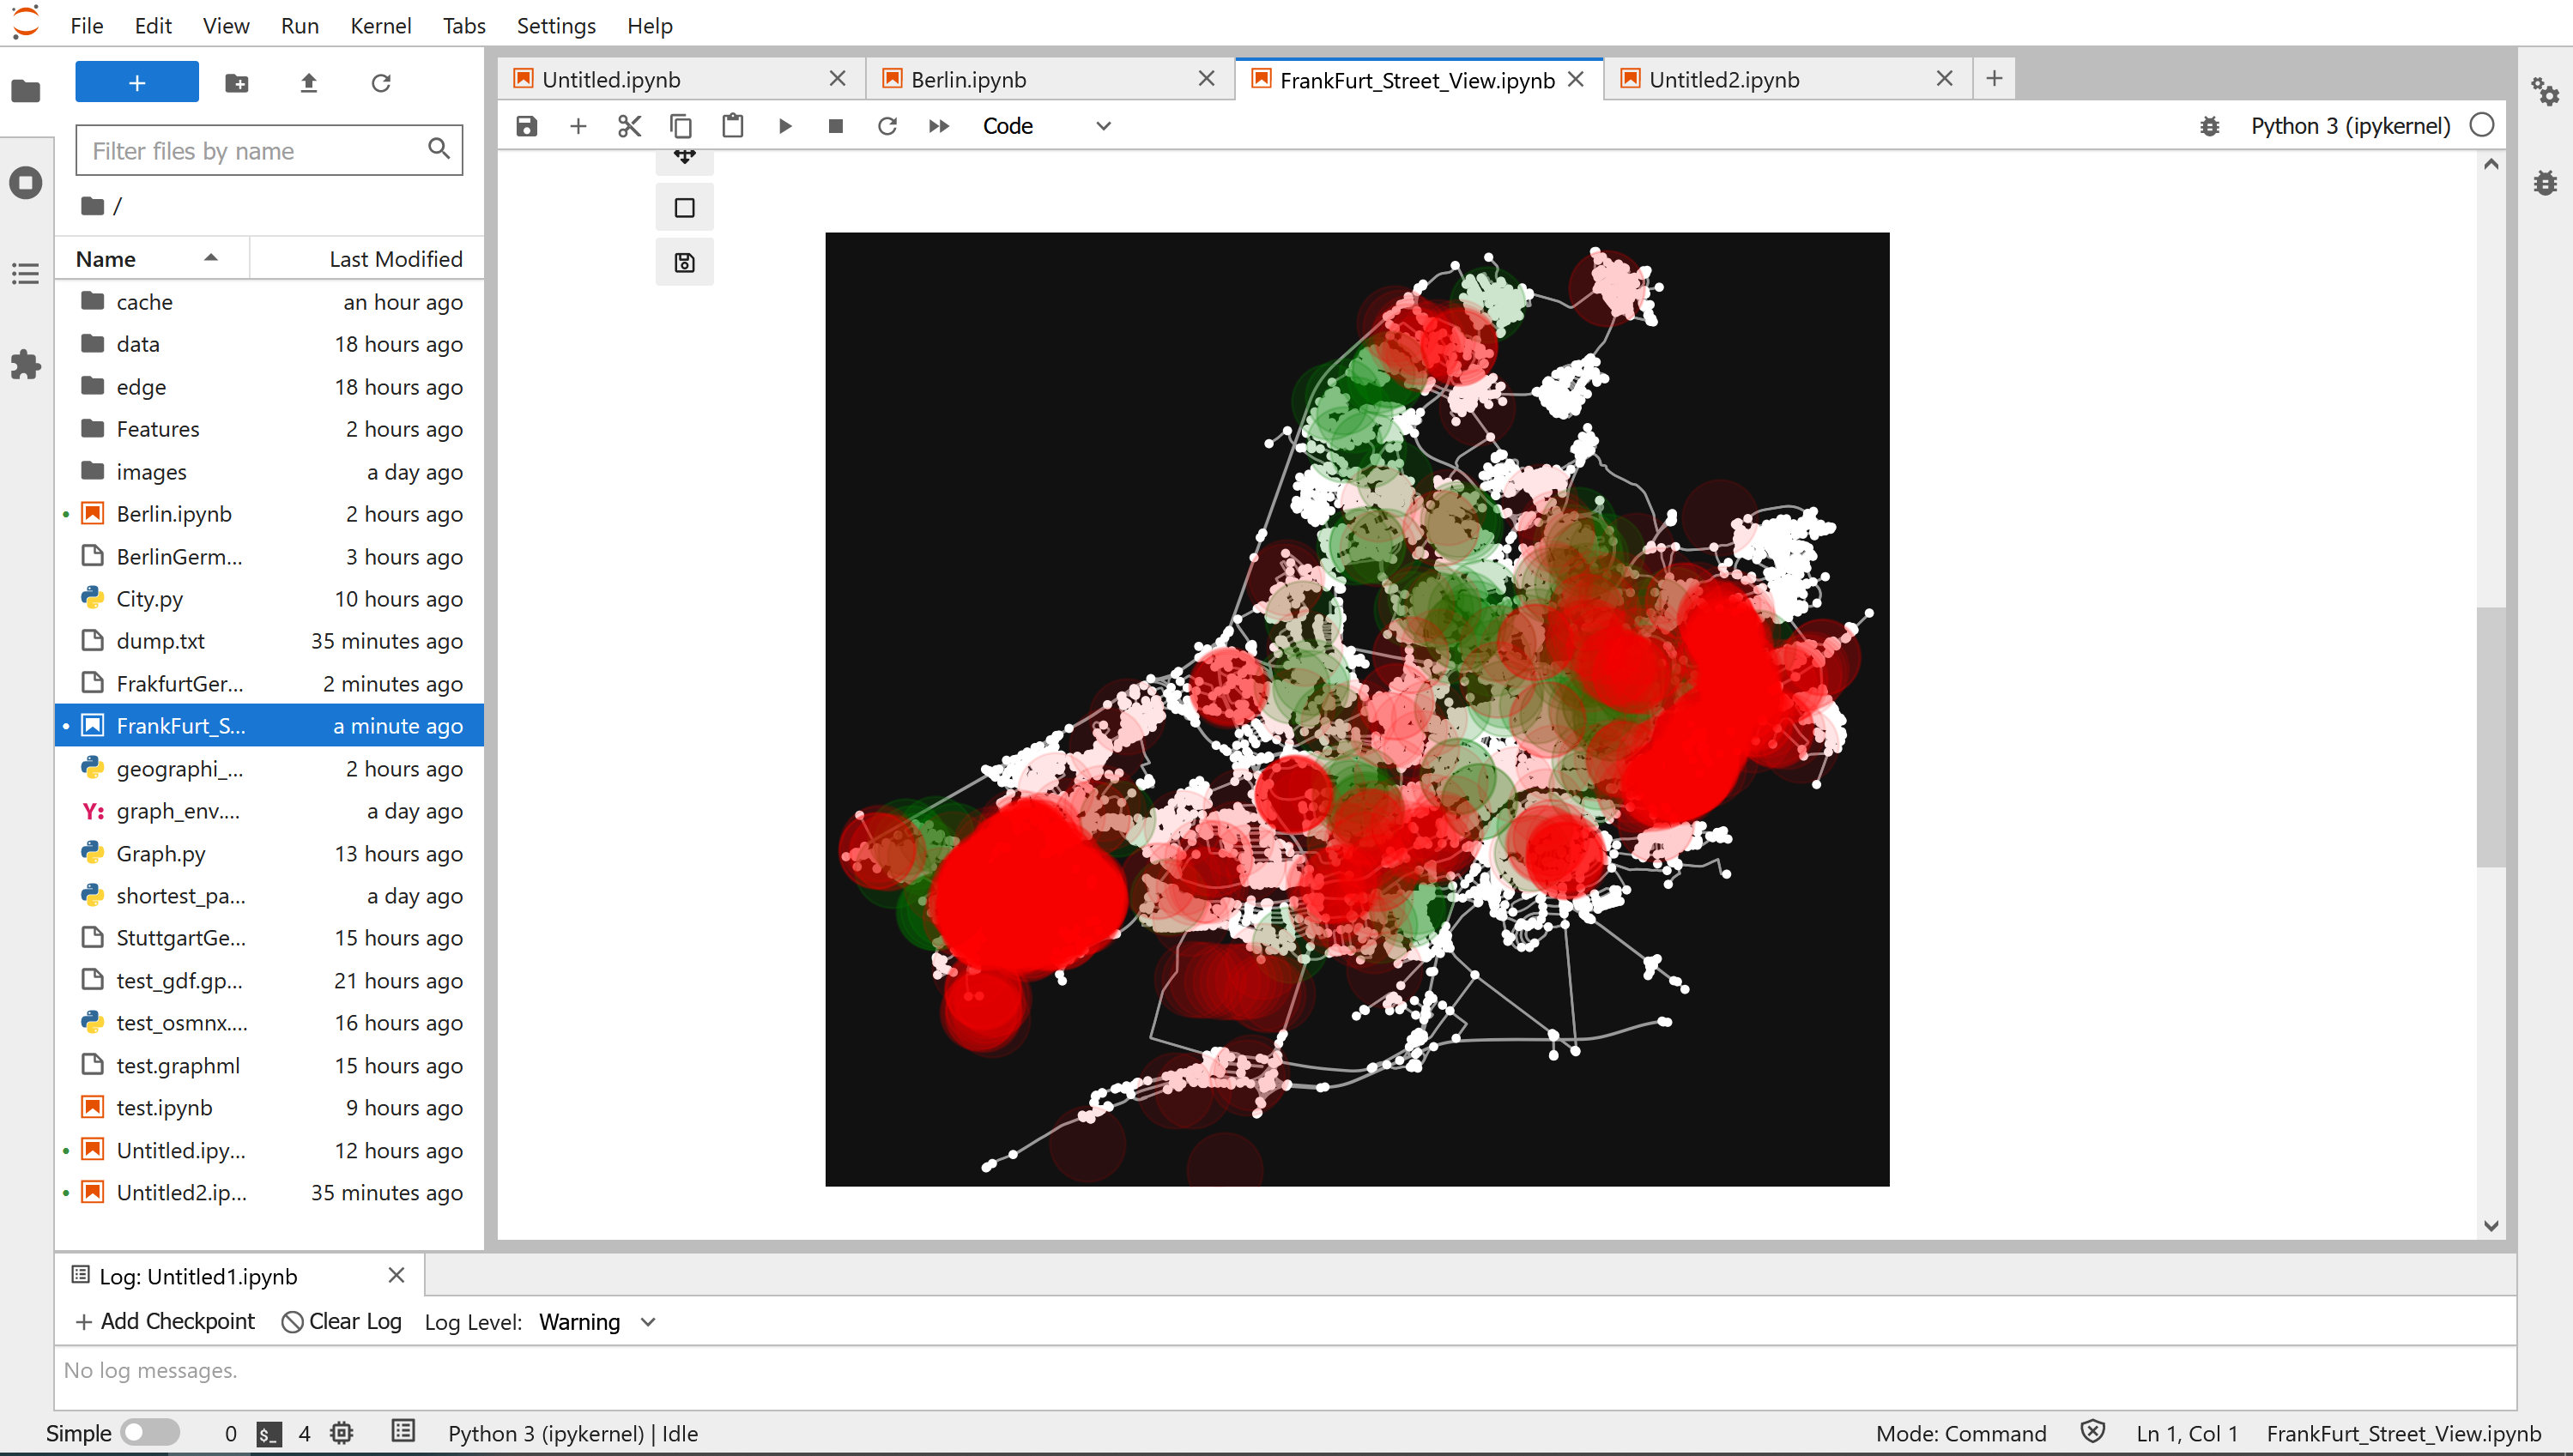 File Edit View Run Kernel Tabs Settings Help
Untitled.ipynb Berlin.ipynb FrankFurt_Street_View.ipynb Untitled2.ipynb
Code Python 3 (ipykernel)
Filter files by name
/
Name Last Modified
cache an hour ago
data 18 hours ago
edge 18 hours ago
Features 2 hours ago
images a day ago
Berlin.ipynb 2 hours ago
BerlinGerm... 3 hours ago
City.py 10 hours ago
dump.txt 35 minutes ago
FrakfurtGer... 2 minutes ago
FrankFurt_S... a minute ago
geographi_... 2 hours ago
Y: graph_env.... a day ago
Graph.py 13 hours ago
shortest_pa... a day ago
StuttgartGe... 15 hours ago
test_gdf.gp... 21 hours ago
test_osmnx.... 16 hours ago
test.graphml 15 hours ago
test.ipynb 9 hours ago
Untitled.ipy... 12 hours ago
Untitled2.ip... 35 minutes ago
Log: Untitled1.ipynb
Add Checkpoint Clear Log Log Level: Warning
No log messages.
Simple 0 $_ 4 Python 3 (ipykernel) | Idle Mode: Command Ln 1, Col 1 FrankFurt_Street_View.ipynb